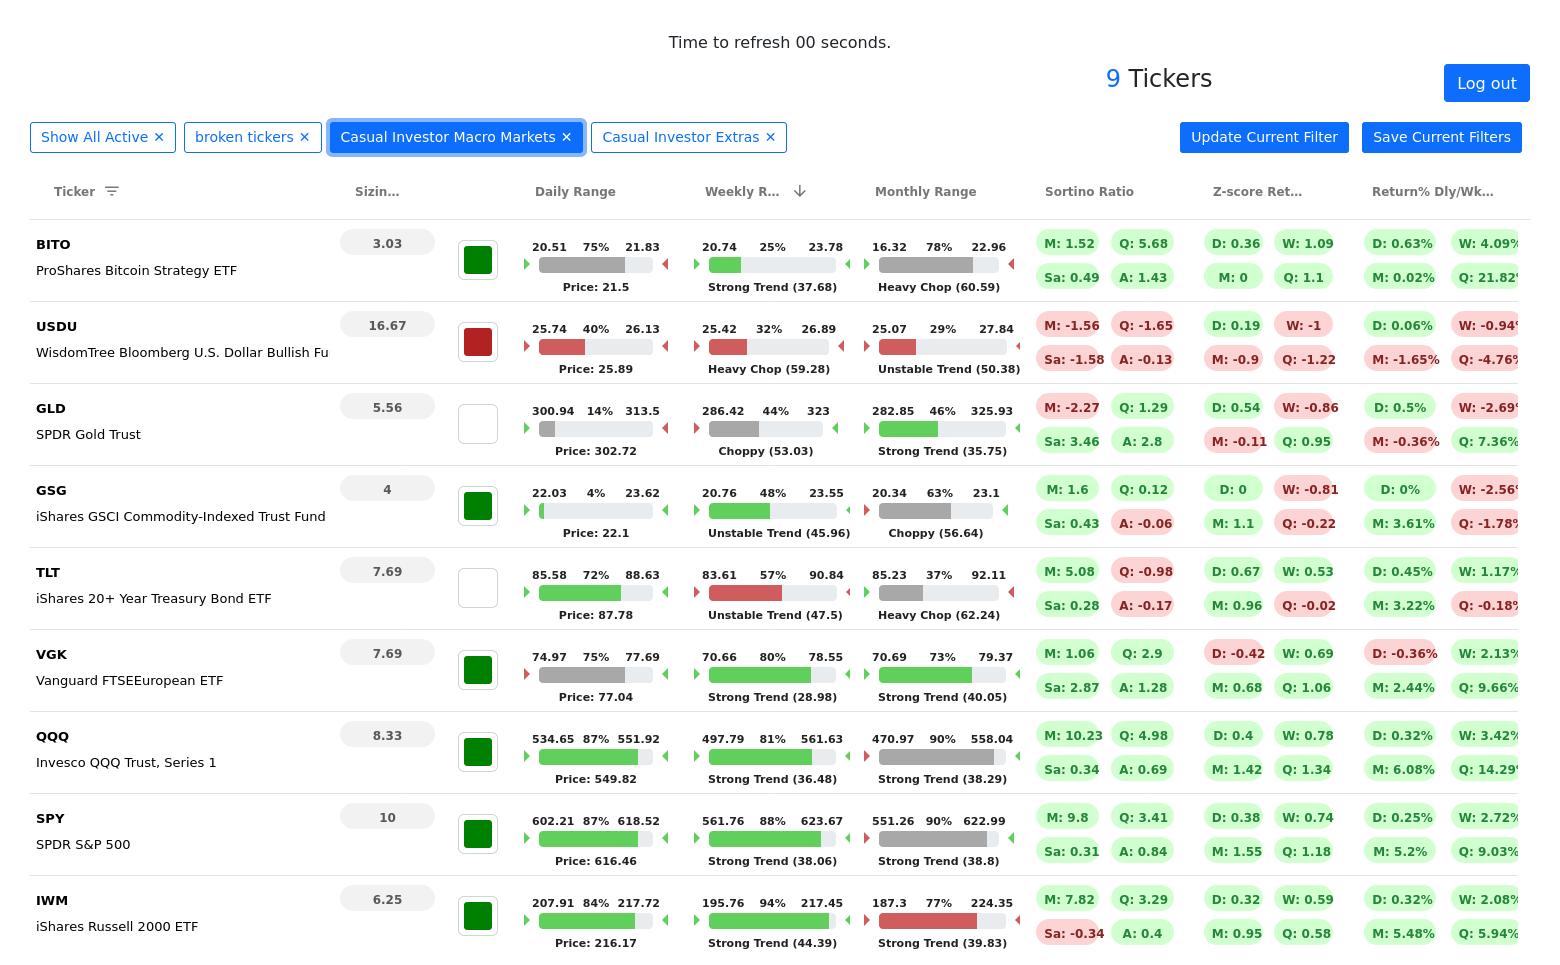 Time to refresh 00 seconds.
9 Tickers
Log out
Show All Active ✕ broken tickers ✕ Casual Investor Macro Markets ✕ Casual Investor Extras ✕ Update Current Filter Save Current Filters
Ticker Sizin... Daily Range Weekly R... Monthly Range Sortino Ratio Z-score Ret... Return% Dly/Wk...
BITO 3.03 20.51 75% 21.83 20.74 25% 23.78 16.32 78% 22.96 M: 1.52 Q: 5.68 D: 0.36 W: 1.09 D: 0.63% W: 4.09%
ProShares Bitcoin Strategy ETF Price: 21.5 Strong Trend (37.68) Heavy Chop (60.59) Sa: 0.49 A: 1.43 M: 0 Q: 1.1 M: 0.02% Q: 21.82%
USDU 16.67 25.74 40% 26.13 25.42 32% 26.89 25.07 29% 27.84 M: -1.56 Q: -1.65 D: 0.19 W: -1 D: 0.06% W: -0.94%
WisdomTree Bloomberg U.S. Dollar Bullish Fu Price: 25.89 Heavy Chop (59.28) Unstable Trend (50.38) Sa: -1.58 A: -0.13 M: -0.9 Q: -1.22 M: -1.65% Q: -4.76%
GLD 5.56 300.94 14% 313.5 286.42 44% 323 282.85 46% 325.93 M: -2.27 Q: 1.29 D: 0.54 W: -0.86 D: 0.5% W: -2.69%
SPDR Gold Trust Price: 302.72 Choppy (53.03) Strong Trend (35.75) Sa: 3.46 A: 2.8 M: -0.11 Q: 0.95 M: -0.36% Q: 7.36%
GSG 4 22.03 4% 23.62 20.76 48% 23.55 20.34 63% 23.1 M: 1.6 Q: 0.12 D: 0 W: -0.81 D: 0% W: -2.56%
iShares GSCI Commodity-Indexed Trust Fund Price: 22.1 Unstable Trend (45.96) Choppy (56.64) Sa: 0.43 A: -0.06 M: 1.1 Q: -0.22 M: 3.61% Q: -1.78%
TLT 7.69 85.58 72% 88.63 83.61 57% 90.84 85.23 37% 92.11 M: 5.08 Q: -0.98 D: 0.67 W: 0.53 D: 0.45% W: 1.17%
iShares 20+ Year Treasury Bond ETF Price: 87.78 Unstable Trend (47.5) Heavy Chop (62.24) Sa: 0.28 A: -0.17 M: 0.96 Q: -0.02 M: 3.22% Q: -0.18%
VGK 7.69 74.97 75% 77.69 70.66 80% 78.55 70.69 73% 79.37 M: 1.06 Q: 2.9 D: -0.42 W: 0.69 D: -0.36% W: 2.13%
Vanguard FTSEEuropean ETF Price: 77.04 Strong Trend (28.98) Strong Trend (40.05) Sa: 2.87 A: 1.28 M: 0.68 Q: 1.06 M: 2.44% Q: 9.66%
QQQ 8.33 534.65 87% 551.92 497.79 81% 561.63 470.97 90% 558.04 M: 10.23 Q: 4.98 D: 0.4 W: 0.78 D: 0.32% W: 3.42%
Invesco QQQ Trust, Series 1 Price: 549.82 Strong Trend (36.48) Strong Trend (38.29) Sa: 0.34 A: 0.69 M: 1.42 Q: 1.34 M: 6.08% Q: 14.29%
SPY 10 602.21 87% 618.52 561.76 88% 623.67 551.26 90% 622.99 M: 9.8 Q: 3.41 D: 0.38 W: 0.74 D: 0.25% W: 2.72%
SPDR S&P 500 Price: 616.46 Strong Trend (38.06) Strong Trend (38.8) Sa: 0.31 A: 0.84 M: 1.55 Q: 1.18 M: 5.2% Q: 9.03%
IWM 6.25 207.91 84% 217.72 195.76 94% 217.45 187.3 77% 224.35 M: 7.82 Q: 3.29 D: 0.32 W: 0.59 D: 0.32% W: 2.08%
iShares Russell 2000 ETF Price: 216.17 Strong Trend (44.39) Strong Trend (39.83) Sa: -0.34 A: 0.4 M: 0.95 Q: 0.58 M: 5.48% Q: 5.94%